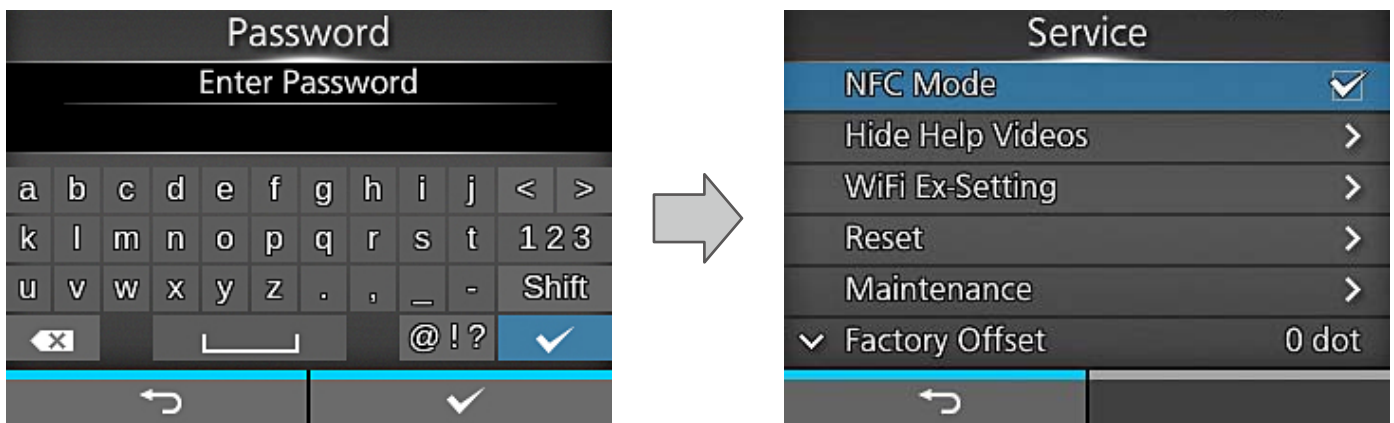 Password
Enter Password
a b c d e f g h i j < >
k l m n o p q r s t 123
u v w x y z . , _ - Shift
@!?
Service
NFC Mode
Hide Help Videos
WiFi Ex-Setting
Reset
Maintenance
Factory Offset 0 dot